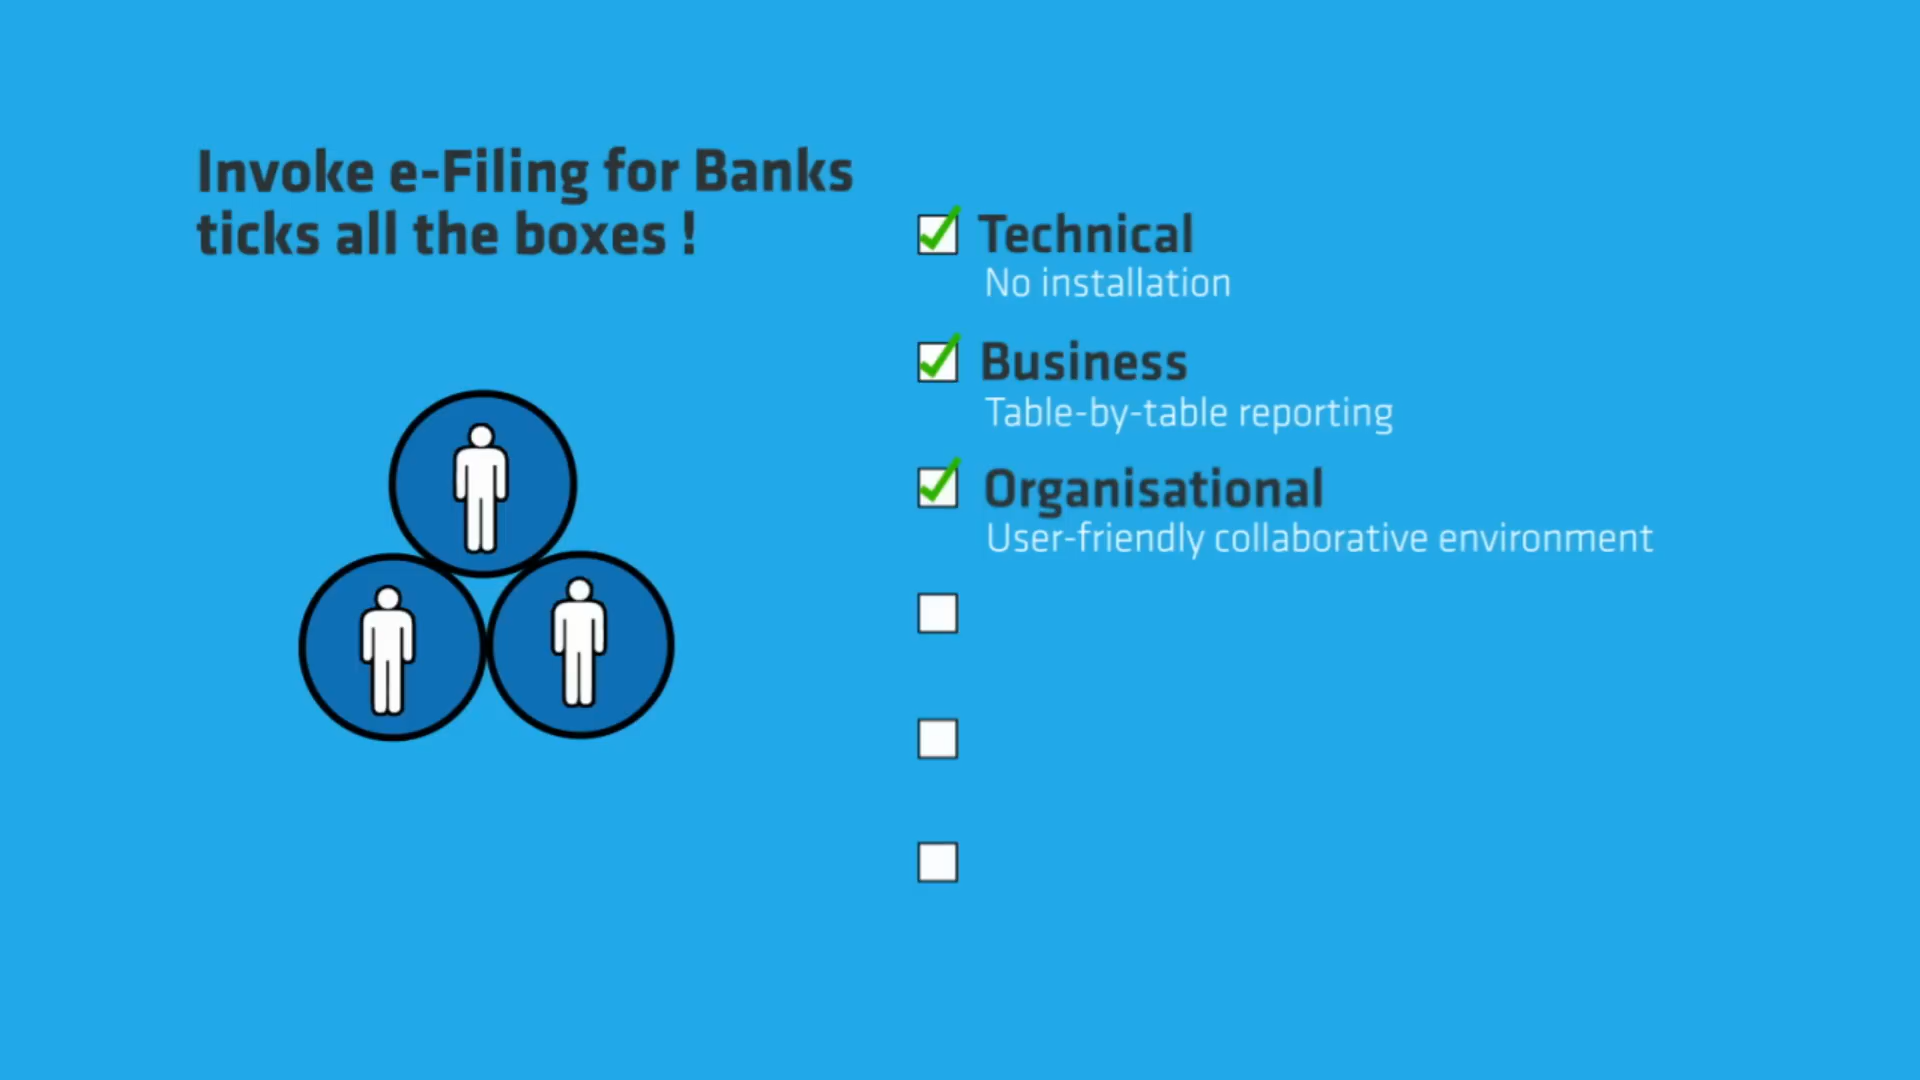 Invoke e-Filing for Banks
ticks all the boxes !
Technical
No installation
Business
Table-by-table reporting
Organisational
User-friendly collaborative environment